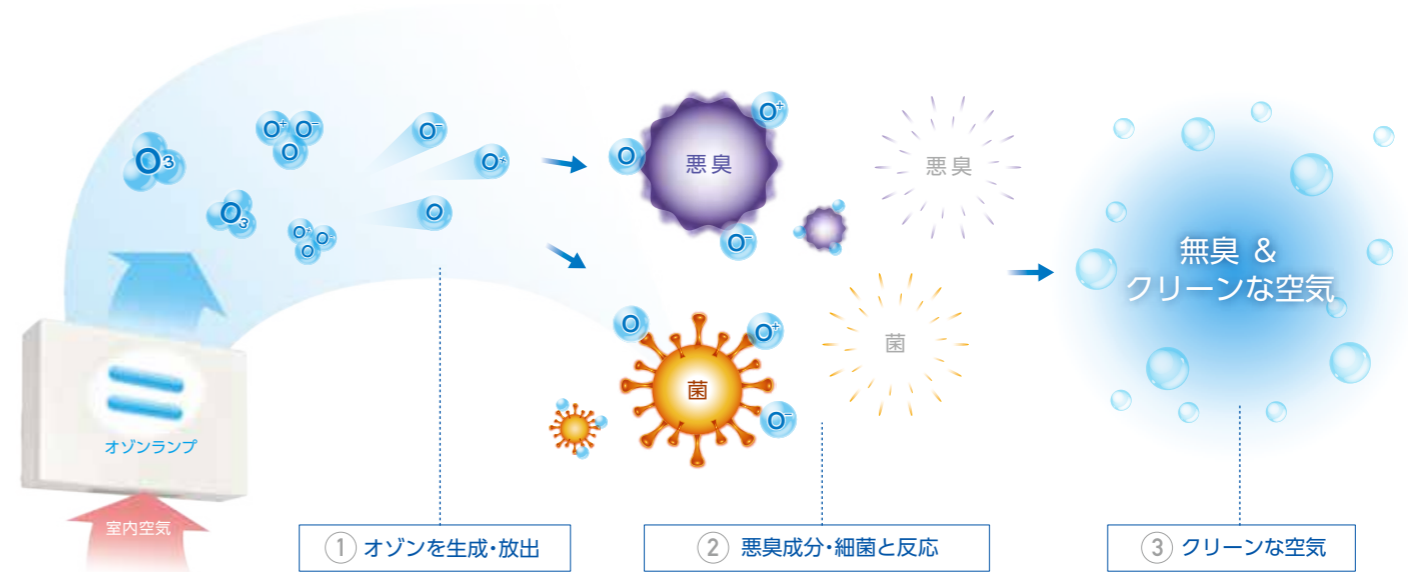 O3
O+ O- O
O3
O+ O- O
O-
O+
O
オゾンランプ
室内空気
O
O+
悪臭
O-
悪臭
O
O+
菌
O-
菌
無臭 &
クリーンな空気
① オゾンを生成・放出
② 悪臭成分・細菌と反応
③ クリーンな空気